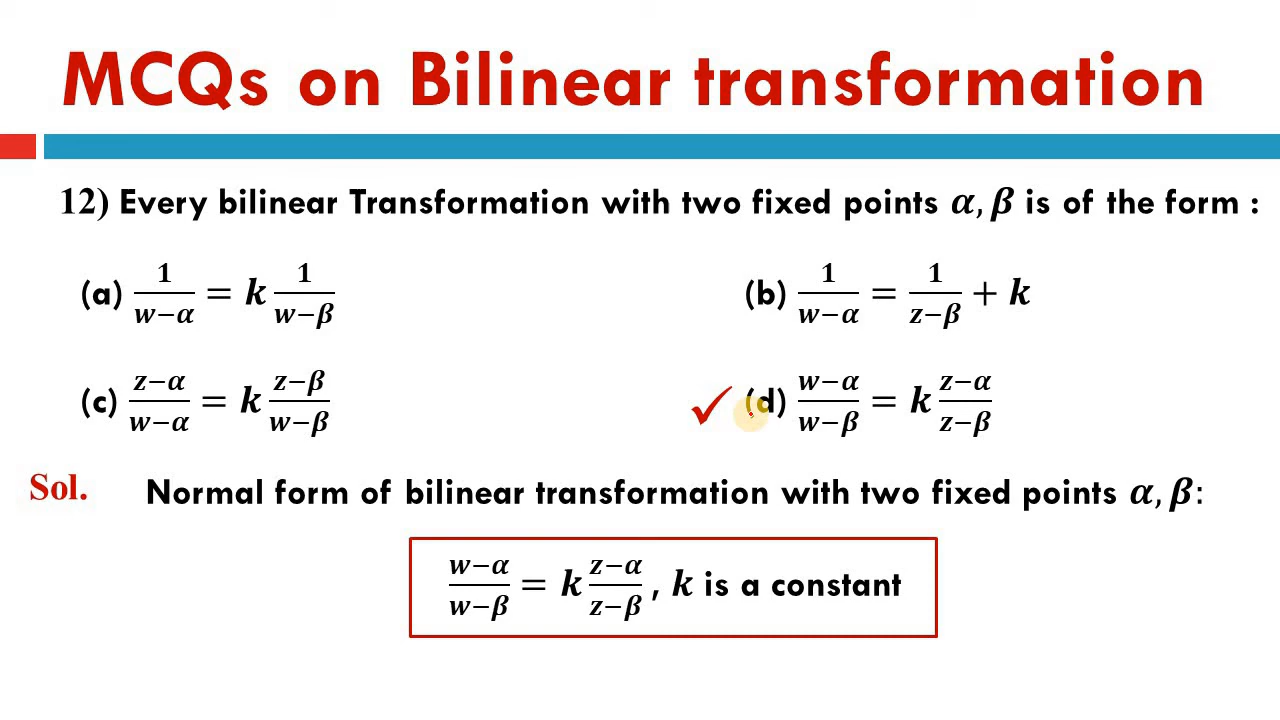 MCQs on Bilinear transformation
12) Every bilinear Transformation with two fixed points α, β is of the form :
(a) 1/(w−α) = k 1/(w−β)
(b) 1/(w−α) = 1/(z−β) + k
(c) (z−α)/(w−α) = k (z−β)/(w−β)
(d) (w−α)/(w−β) = k (z−α)/(z−β)
Sol. Normal form of bilinear transformation with two fixed points α, β:
(w−α)/(w−β) = k (z−α)/(z−β) , k is a constant